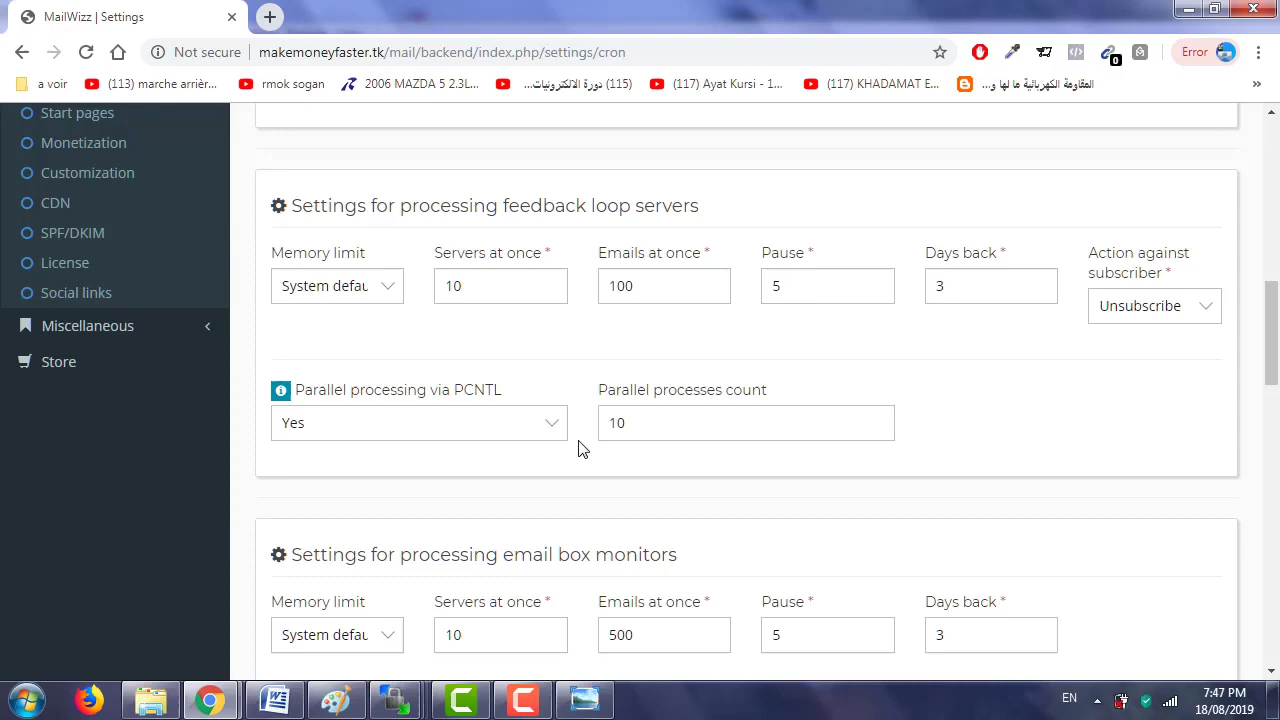 MailWizz | Settings
Not secure
makemoneyfaster.tk/mail/backend/index.php/settings/cron
0
Error
a voir
(113) marche arrièr...
rmok sogan.
2006 MAZDA 5 2.3L...
(115) دورة الالكترونيات...
(117) Ayat Kursi - 1...
(117) KHADAMAT E...
المقاومة الكهربائية ما لها و...
»
Start pages
Monetization
Customization
CDN
SPF/DKIM
License
Social links
Miscellaneous
Store
Settings for processing feedback loop servers
Memory limit
Servers at once *
Emails at once *
Pause *
Days back *
Action against
subscriber *
System defau
10
100
5
3
Unsubscribe
Parallel processing via PCNTL
Parallel processes count
Yes
10
Settings for processing email box monitors
Memory limit
Servers at once *
Emails at once *
Pause *
Days back *
System defau
10
500
5
3
EN
7:47 PM
18/08/2019